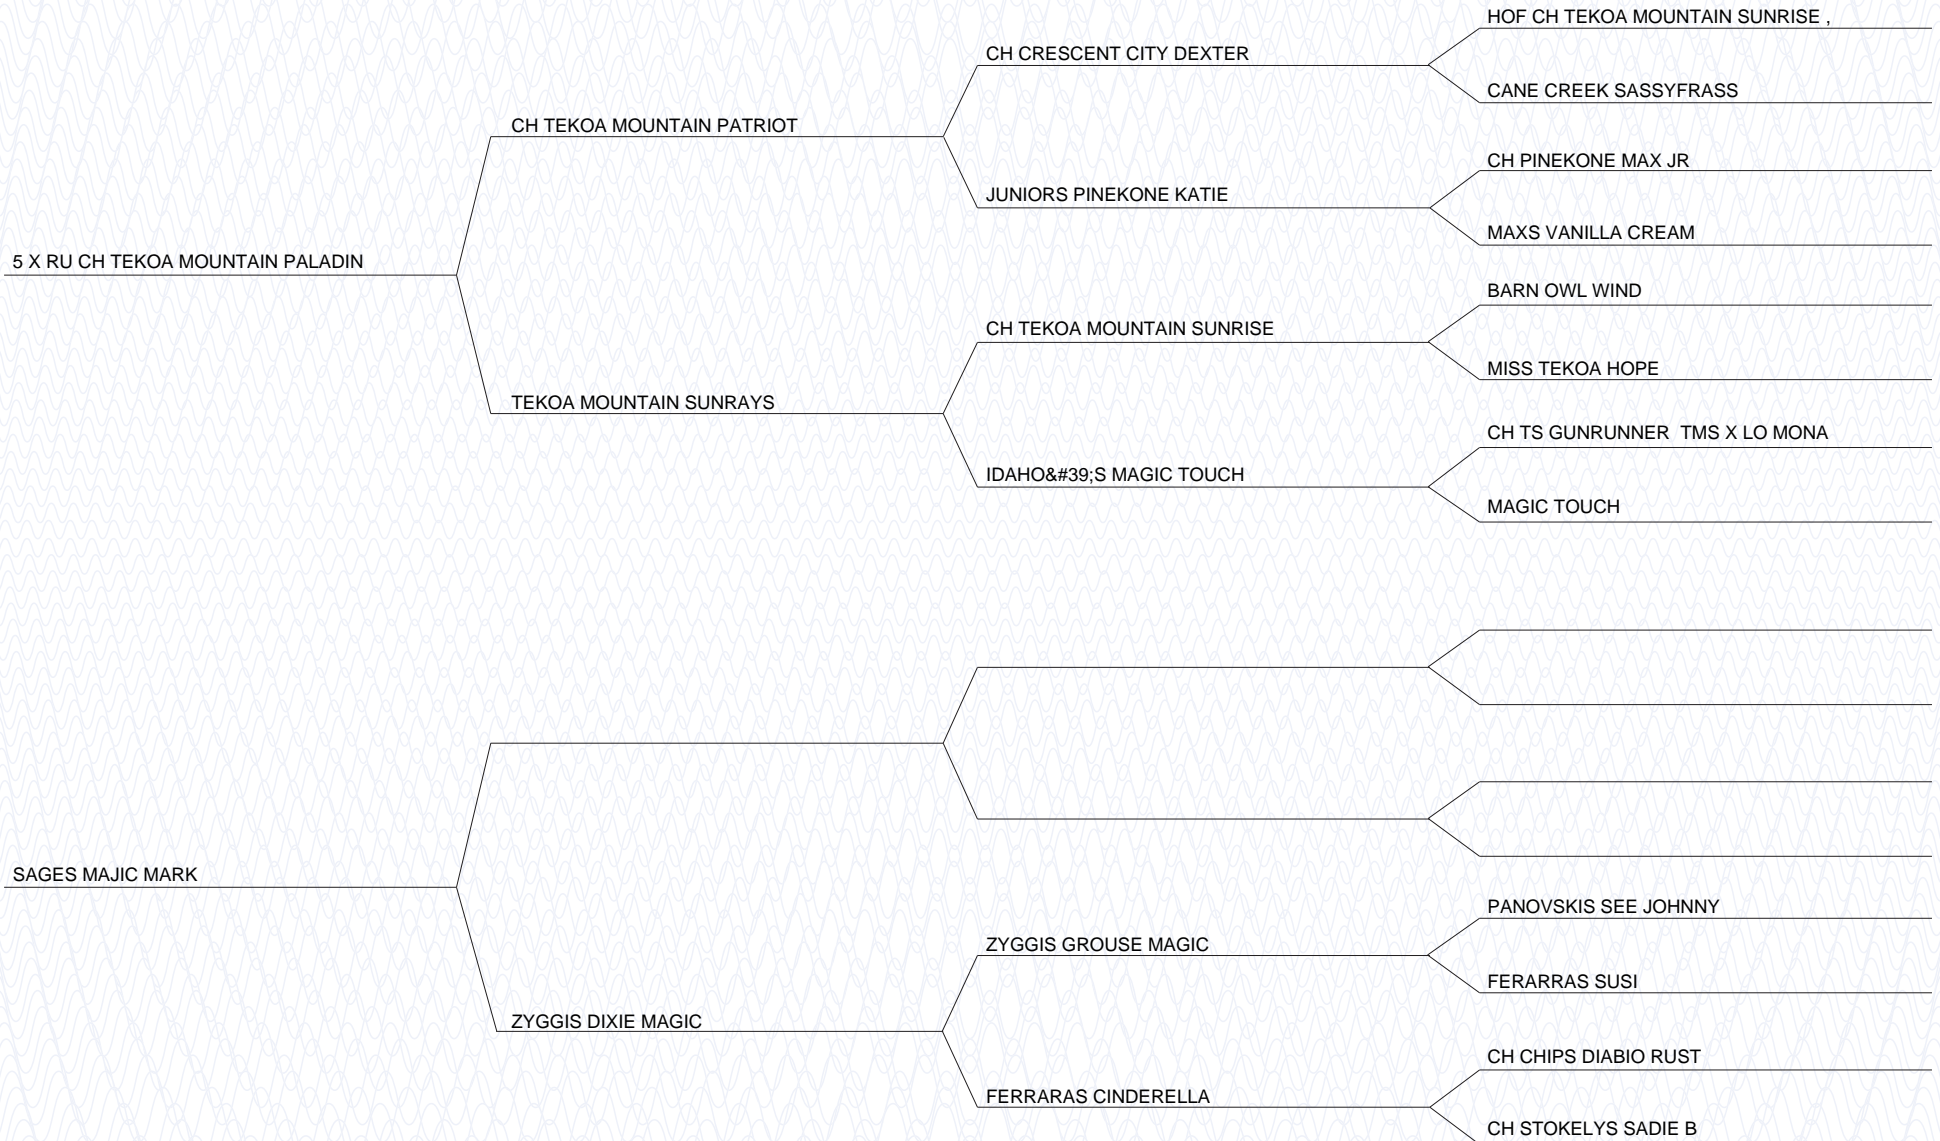 HOF CH TEKOA MOUNTAIN SUNRISE ,
CH CRESCENT CITY DEXTER
CANE CREEK SASSYFRASS
CH TEKOA MOUNTAIN PATRIOT
CH PINEKONE MAX JR
JUNIORS PINEKONE KATIE
MAXS VANILLA CREAM
5 X RU CH TEKOA MOUNTAIN PALADIN
BARN OWL WIND
CH TEKOA MOUNTAIN SUNRISE
MISS TEKOA HOPE
TEKOA MOUNTAIN SUNRAYS
CH TS GUNRUNNER  TMS X LO MONA
IDAHO&#39;S MAGIC TOUCH
MAGIC TOUCH
SAGES MAJIC MARK
PANOVSKIS SEE JOHNNY
ZYGGIS GROUSE MAGIC
FERARRAS SUSI
ZYGGIS DIXIE MAGIC
CH CHIPS DIABIO RUST
FERRARAS CINDERELLA
CH STOKELYS SADIE B